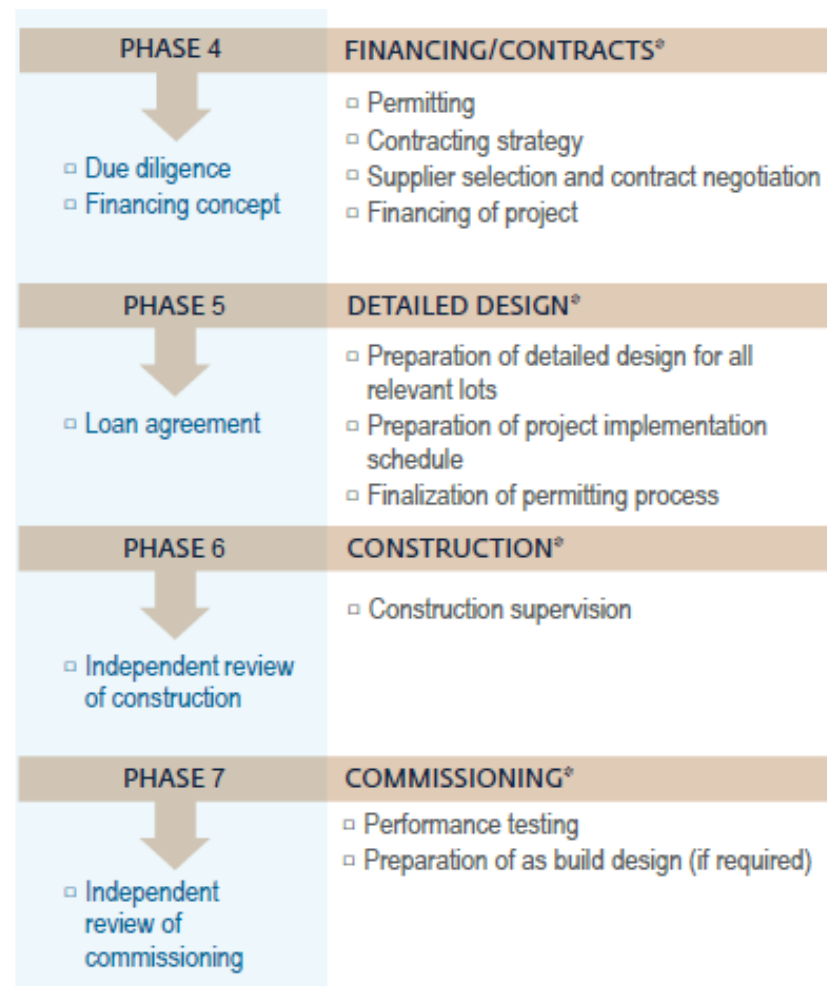 PHASE 4
FINANCING/CONTRACTS*
▫ Due diligence
▫ Financing concept
▫ Permitting
▫ Contracting strategy
▫ Supplier selection and contract negotiation
▫ Financing of project
PHASE 5
DETAILED DESIGN*
▫ Loan agreement
▫ Preparation of detailed design for all
relevant lots
▫ Preparation of project implementation
schedule
▫ Finalization of permitting process
PHASE 6
CONSTRUCTION*
▫ Independent review
of construction
▫ Construction supervision
PHASE 7
COMMISSIONING*
▫ Independent
review of
commissioning
▫ Performance testing
▫ Preparation of as build design (if required)